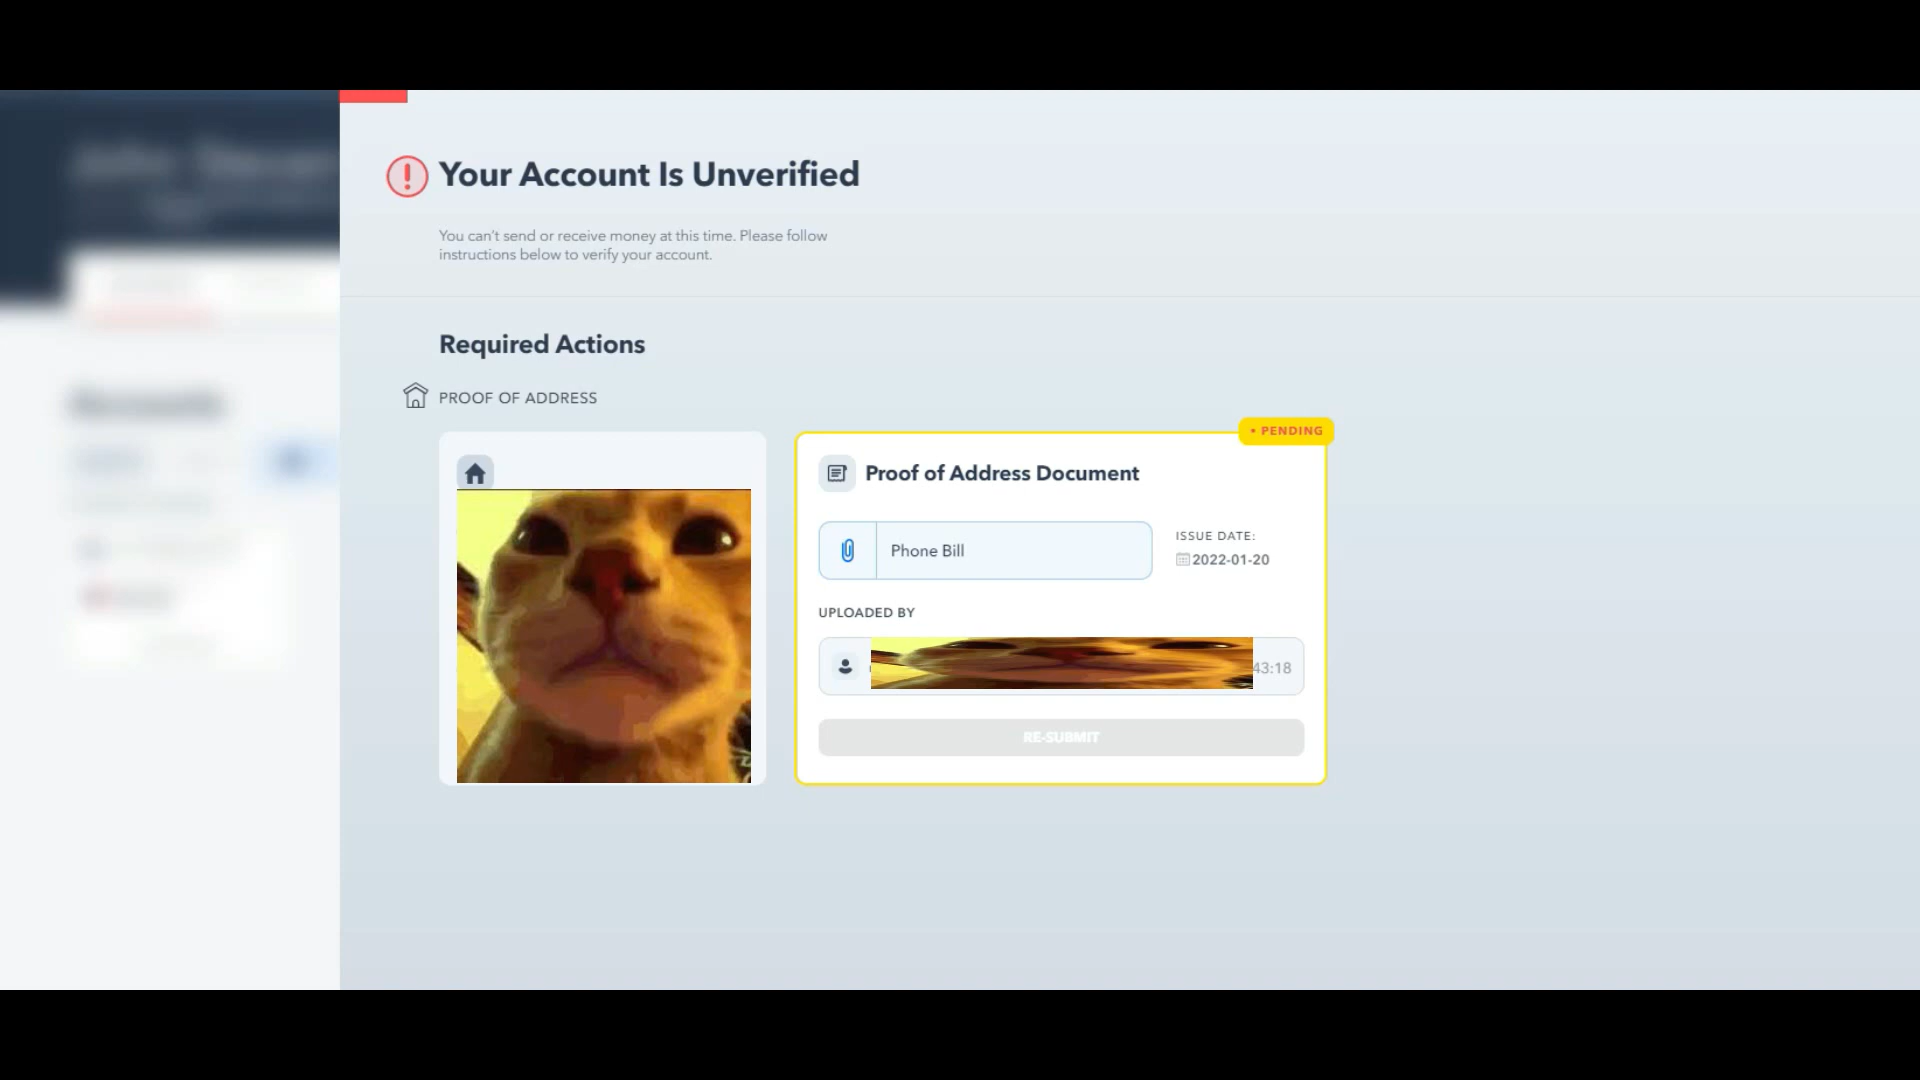 Your Account Is Unverified
You can't send or receive money at this time. Please follow
instructions below to verify your account.
Required Actions
PROOF OF ADDRESS
• PENDING
Proof of Address Document
Phone Bill
ISSUE DATE:
2022-01-20
UPLOADED BY
43:18
RE-SUBMIT